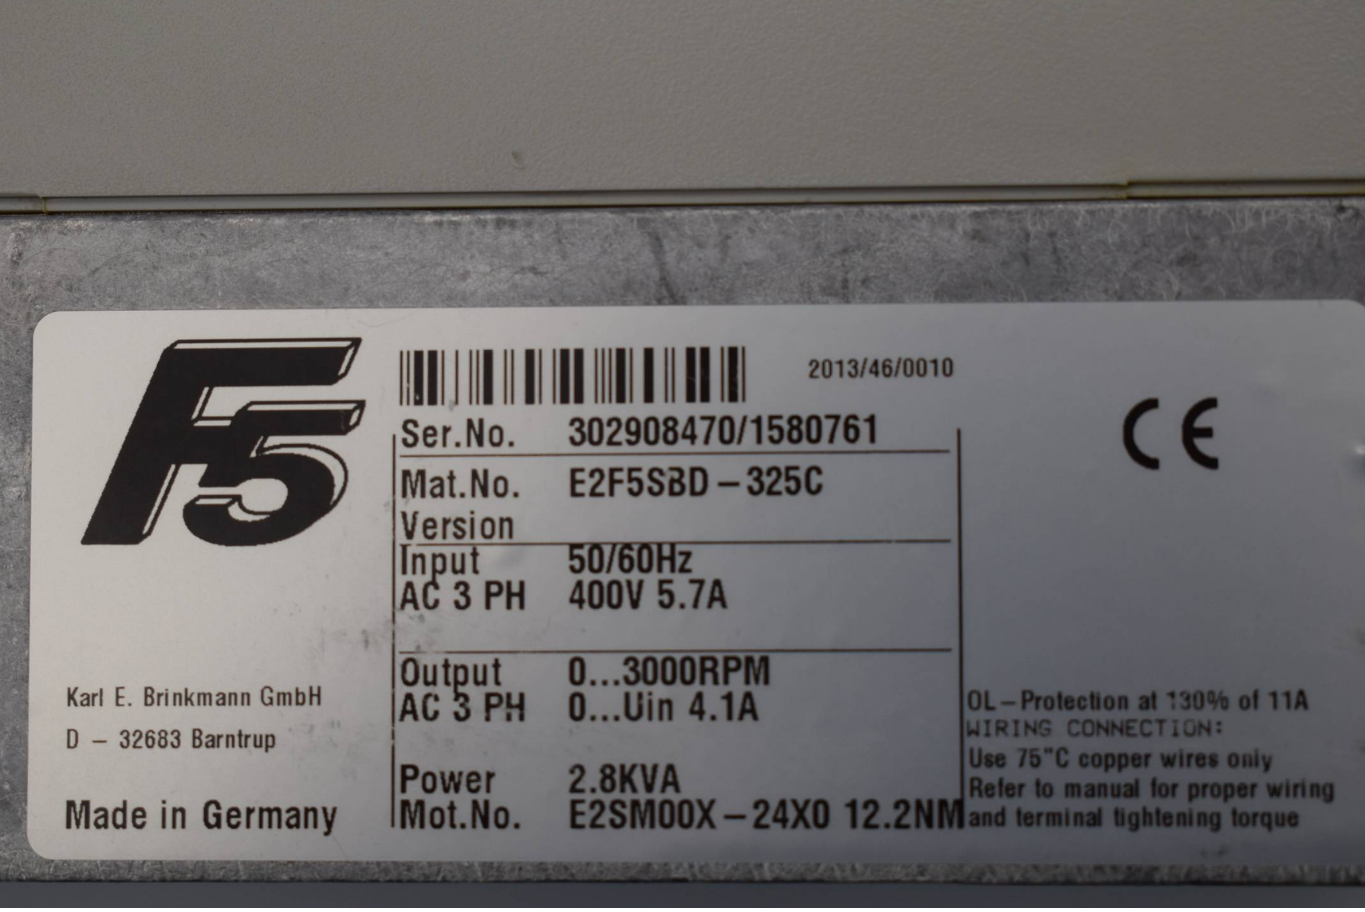 F5
2013/46/0010
CE
Ser.No. 302908470/1580761
Mat.No. E2F5SBD-325C
Version
Input 50/60Hz
AC 3 PH 400V 5.7A
Output 0...3000RPM
AC 3 PH 0...Uin 4.1A
Power 2.8KVA
Mot.No. E2SM00X-24X0 12.2NM
Karl E. Brinkmann GmbH
D - 32683 Barntrup
Made in Germany
OL-Protection at 130% of 11A
WIRING CONNECTION:
Use 75"C copper wires only
Refer to manual for proper wiring
and terminal tightening torque